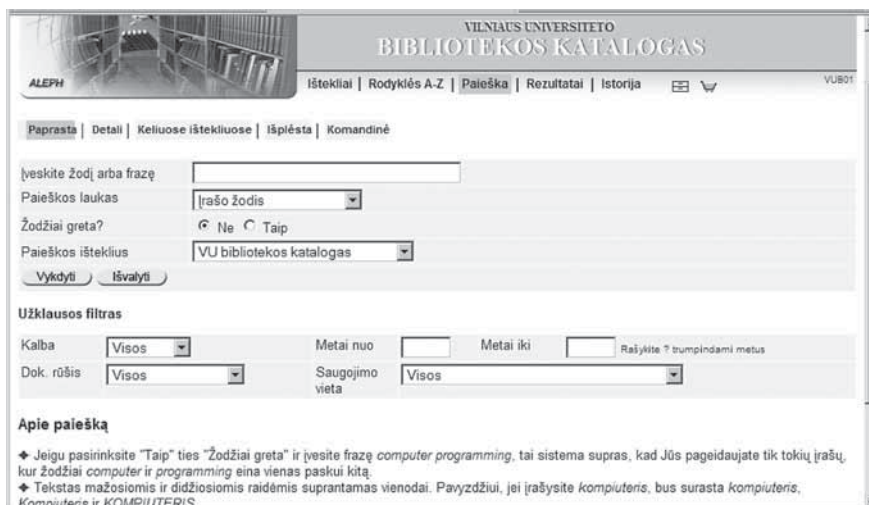 VILNIAUS UNIVERSITETO
BIBLIOTEKOS KATALOGAS
ALEPH
Ištekliai | Rodyklės A-Z | Paieška | Rezultatai | Istorija
VUB01
Paprasta | Detali | Keliuose ištekliuose | Išplėsta | Komandinė
Įveskite žodį arba frazę
Paieškos laukas Įrašo žodis
Žodžiai greta? Ne Taip
Paieškos išteklius VU bibliotekos katalogas
Vykdyti Išvalyti
Užklausos filtras
Kalba Visos Metai nuo Metai iki Rašykite ? trumpindami metus
Dok. rūšis Visos Saugojimo vieta Visos
Apie paiešką
✦ Jeigu pasirinksite "Taip" ties "Žodžiai greta" ir įvesite frazę computer programming, tai sistema supras, kad Jūs pageidaujate tik tokių įrašų,
kur žodžiai computer ir programming eina vienas paskui kitą.
✦ Tekstas mažosiomis ir didžiosiomis raidėmis suprantamas vienodai. Pavyzdžiui, jei įrašysite kompiuteris, bus surasta kompiuteris,
Kompiuteris ir KOMPIUTERIS